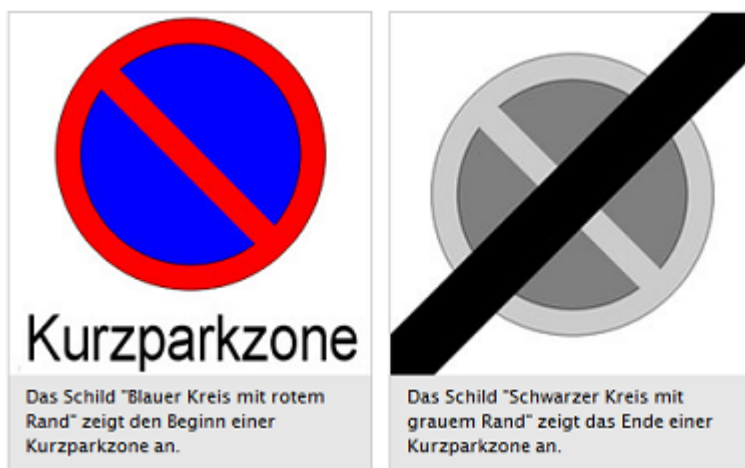 Kurzparkzone
Das Schild "Blauer Kreis mit rotem
Rand" zeigt den Beginn einer
Kurzparkzone an.
Das Schild "Schwarzer Kreis mit
grauem Rand" zeigt das Ende einer
Kurzparkzone an.